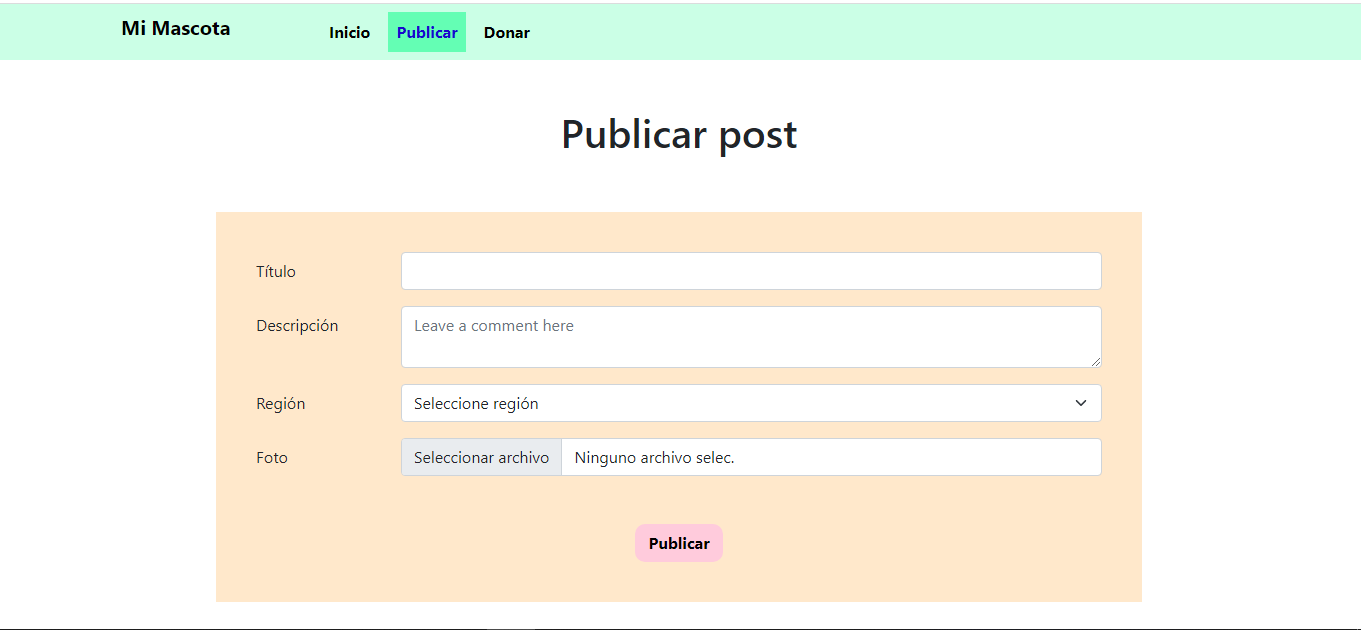 Mi Mascota Inicio Publicar Donar
Publicar post
Título
Descripción Leave a comment here
Región Seleccione región
Foto Seleccionar archivo Ninguno archivo selec.
Publicar